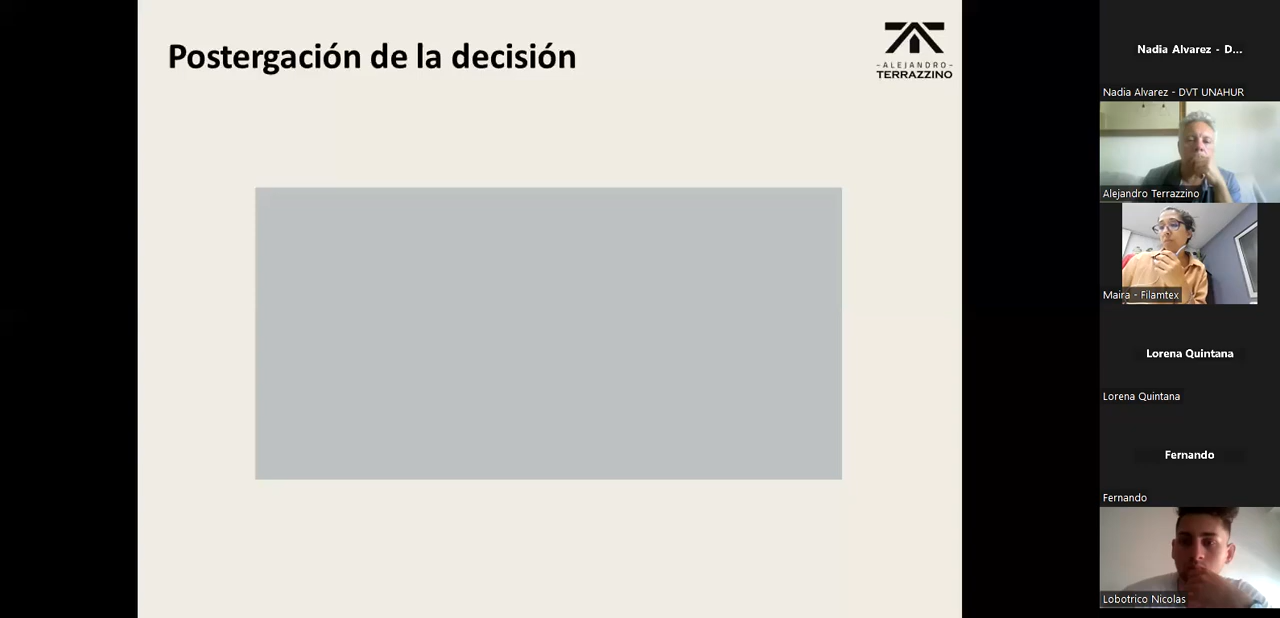 Postergación de la decisión
-ALEJANDRO-
TERRAZZINO
Nadia Alvarez - D...
Nadia Alvarez - DVT UNAHUR
Alejandro Terrazzino
Maira - Filamtex
Lorena Quintana
Lorena Quintana
Fernando
Fernando
Lobotrico Nicolas